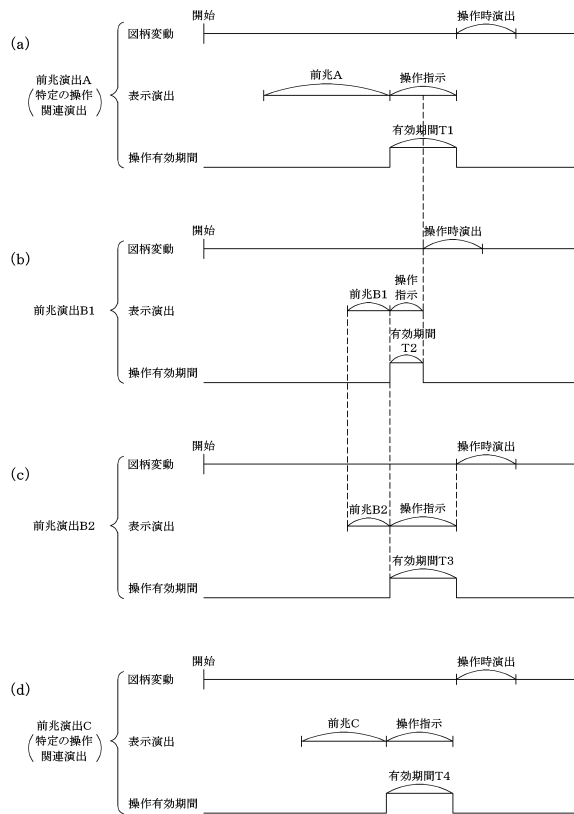 (a)
前兆演出A
(特定の操作
関連演出)
図柄変動
開始
操作時演出
表示演出
前兆A
操作指示
操作有効期間
有効期間T1
(b)
前兆演出B1
図柄変動
開始
操作時演出
表示演出
前兆B1
操作
指示
操作有効期間
有効期間
T2
(c)
前兆演出B2
図柄変動
開始
操作時演出
表示演出
前兆B2
操作指示
操作有効期間
有効期間T3
(d)
前兆演出C
(特定の操作
関連演出)
図柄変動
開始
操作時演出
表示演出
前兆C
操作指示
操作有効期間
有効期間T4